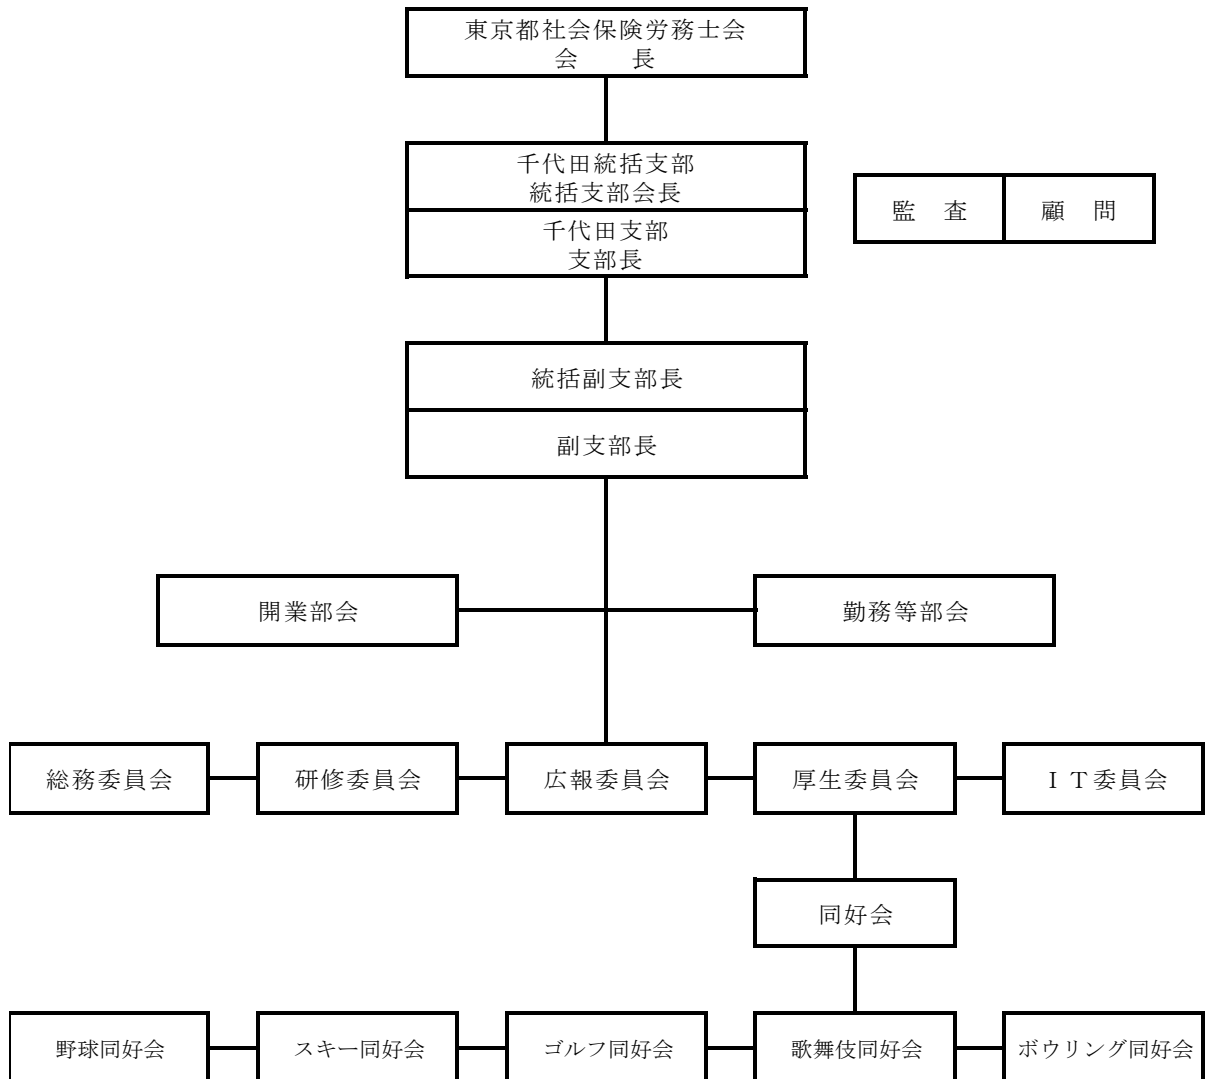 東京都社会保険労務士会
会　　長
千代田統括支部
統括支部会長
千代田支部
支部長
監　査
顧　問
統括副支部長
副支部長
開業部会
勤務等部会
総務委員会
研修委員会
広報委員会
厚生委員会
ＩＴ委員会
同好会
野球同好会
スキー同好会
ゴルフ同好会
歌舞伎同好会
ボウリング同好会